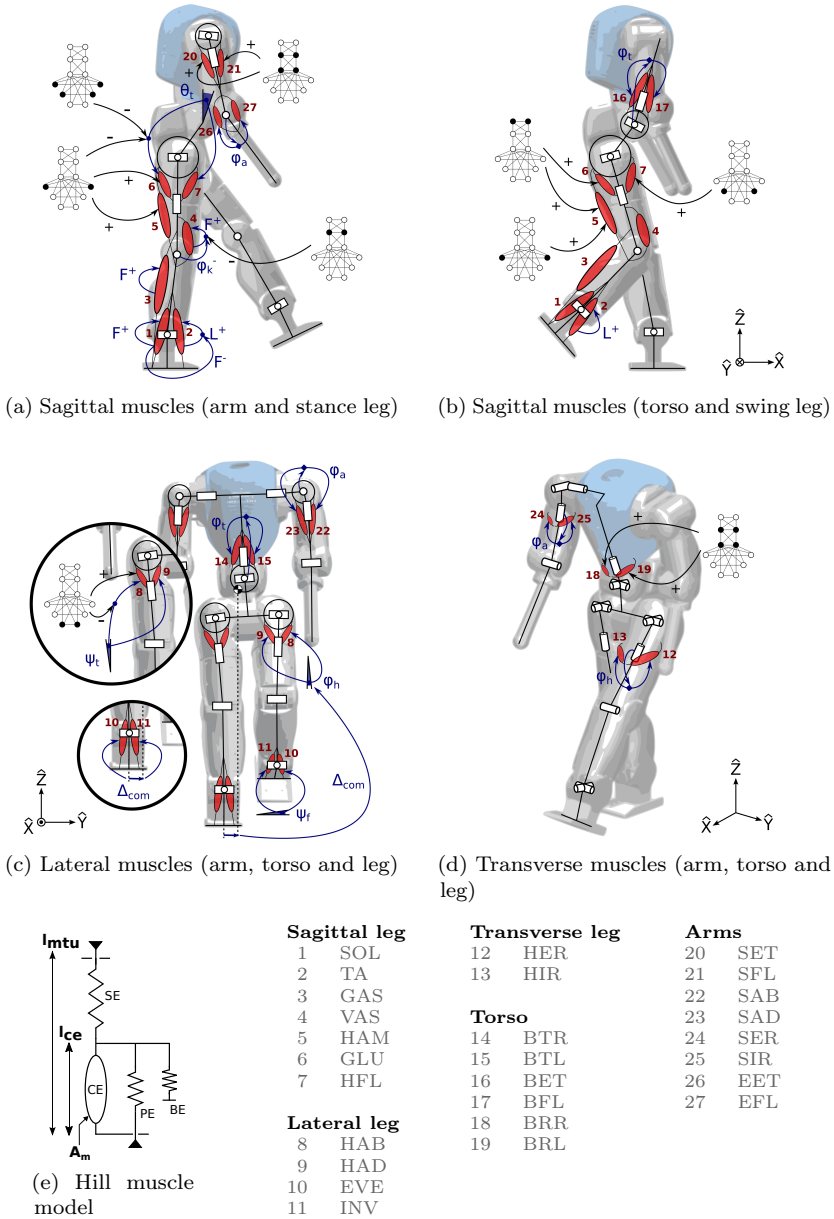 20
21
+
+
θt
27
26
φa
-
-
+
+
6
7
5
4
F+
φk-
-
F+
3
F+
1
2
L+
F-
(a) Sagittal muscles (arm and stance leg)
φt
16
17
+
+
+
6
7
5
4
3
1
2
L+
Ẑ
Ŷ
X̂
(b) Sagittal muscles (torso and swing leg)
φa
φt
23
22
14
15
+
-
9
8
ψt
9
8
φh
10
11
Δcom
11
10
ψf
Δcom
Ẑ
X̂
Ŷ
(c) Lateral muscles (arm, torso and leg)
24
25
φa
+
+
18
19
13
12
φh
Ẑ
X̂
Ŷ
(d) Transverse muscles (arm, torso and
leg)
lmtu
SE
lce
CE
PE
BE
Am
(e) Hill muscle
model
Sagittal leg
1 SOL
2 TA
3 GAS
4 VAS
5 HAM
6 GLU
7 HFL
Lateral leg
8 HAB
9 HAD
10 EVE
11 INV
Transverse leg
12 HER
13 HIR
Torso
14 BTR
15 BTL
16 BET
17 BFL
18 BRR
19 BRL
Arms
20 SET
21 SFL
22 SAB
23 SAD
24 SER
25 SIR
26 EET
27 EFL